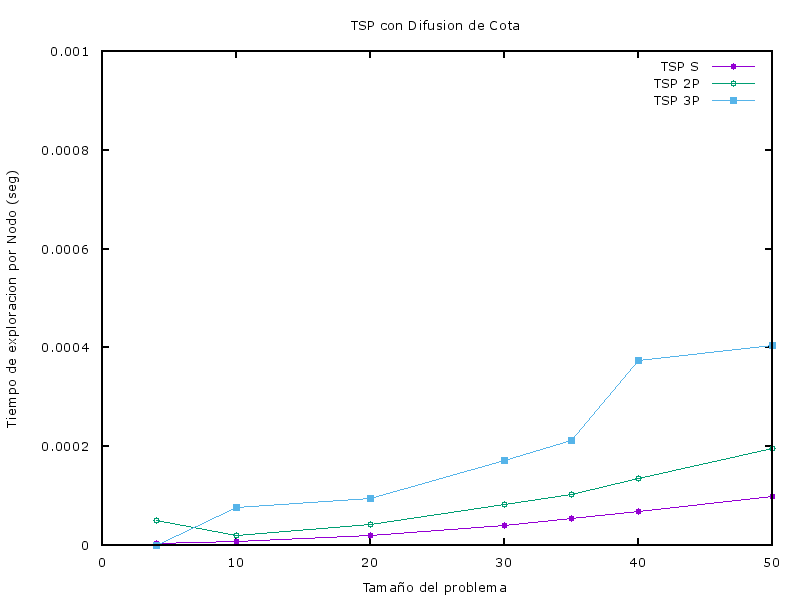 TSP con Difusion de Cota
TSP S
TSP 2P
TSP 3P
0.001
0.0008
0.0006
0.0004
0.0002
0
Tiempo de exploracion por Nodo (seg)
0 10 20 30 40 50
Tamaño del problema